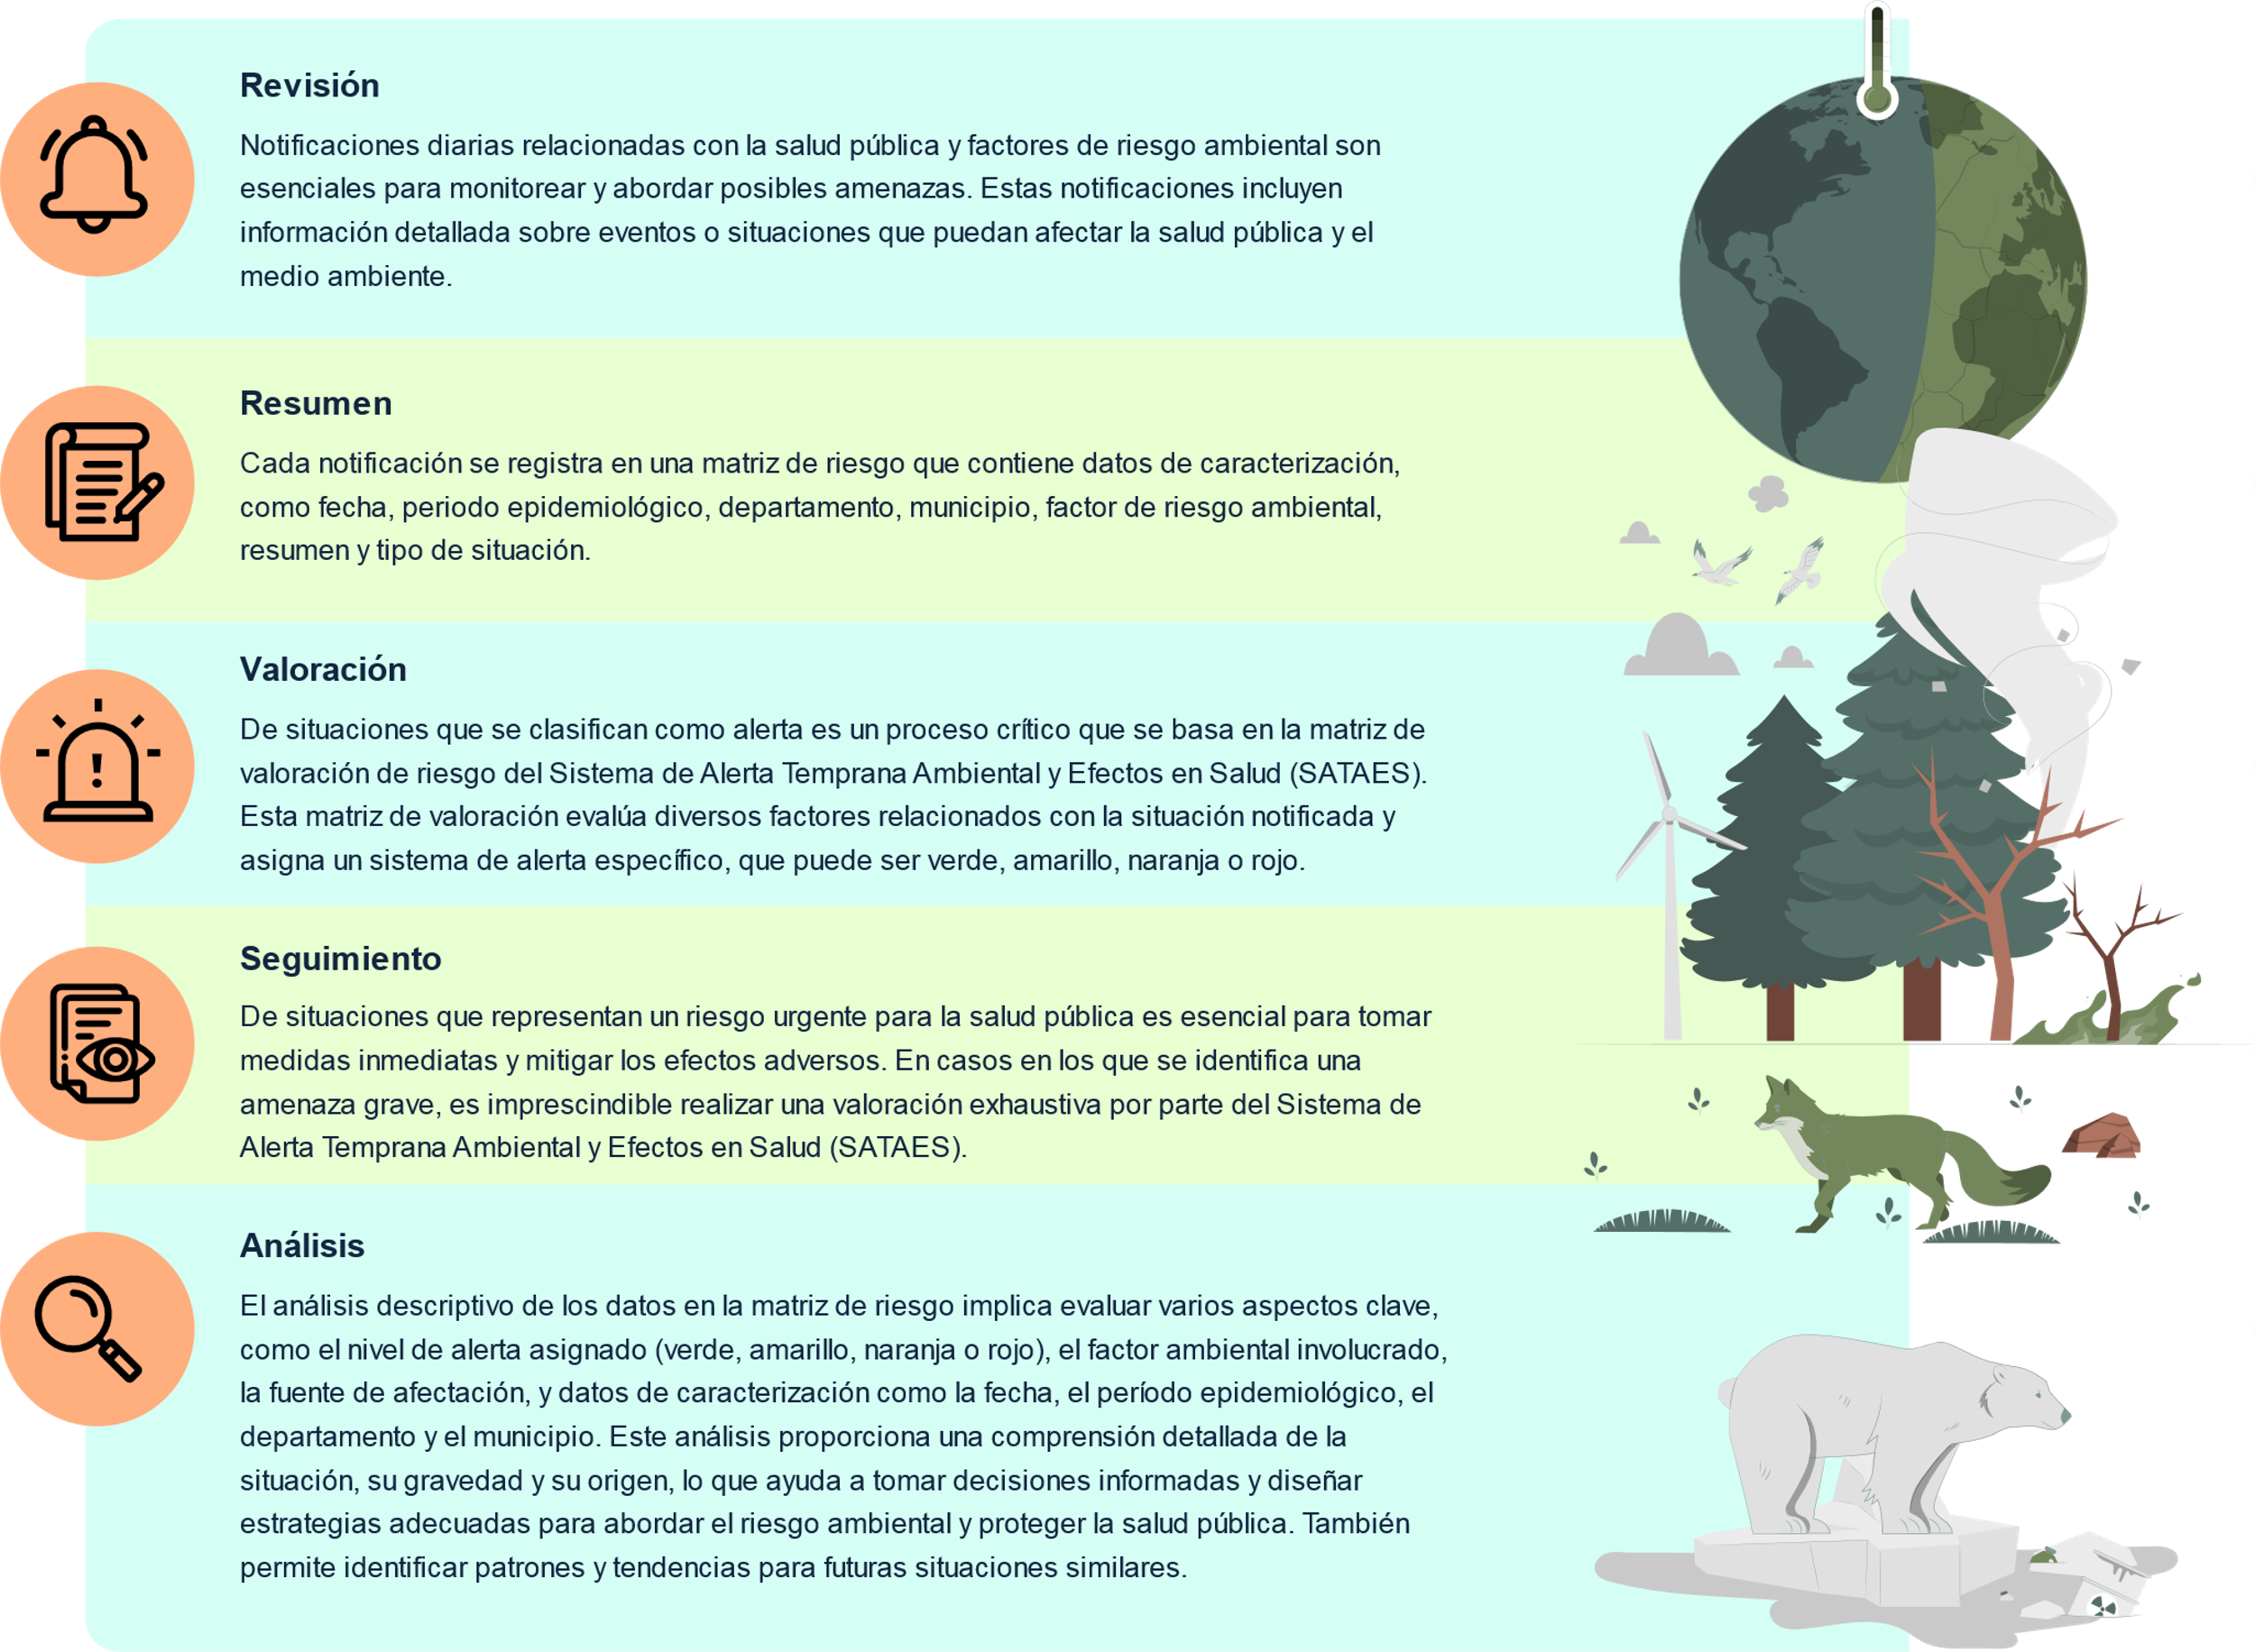 Revisión
Notificaciones diarias relacionadas con la salud pública y factores de riesgo ambiental son
esenciales para monitorear y abordar posibles amenazas. Estas notificaciones incluyen
información detallada sobre eventos o situaciones que puedan afectar la salud pública y el
medio ambiente.
Resumen
Cada notificación se registra en una matriz de riesgo que contiene datos de caracterización,
como fecha, periodo epidemiológico, departamento, municipio, factor de riesgo ambiental,
resumen y tipo de situación.
Valoración
De situaciones que se clasifican como alerta es un proceso crítico que se basa en la matriz de
valoración de riesgo del Sistema de Alerta Temprana Ambiental y Efectos en Salud (SATAES).
Esta matriz de valoración evalúa diversos factores relacionados con la situación notificada y
asigna un sistema de alerta específico, que puede ser verde, amarillo, naranja o rojo.
Seguimiento
De situaciones que representan un riesgo urgente para la salud pública es esencial para tomar
medidas inmediatas y mitigar los efectos adversos. En casos en los que se identifica una
amenaza grave, es imprescindible realizar una valoración exhaustiva por parte del Sistema de
Alerta Temprana Ambiental y Efectos en Salud (SATAES).
Análisis
El análisis descriptivo de los datos en la matriz de riesgo implica evaluar varios aspectos clave,
como el nivel de alerta asignado (verde, amarillo, naranja o rojo), el factor ambiental involucrado,
la fuente de afectación, y datos de caracterización como la fecha, el período epidemiológico, el
departamento y el municipio. Este análisis proporciona una comprensión detallada de la
situación, su gravedad y su origen, lo que ayuda a tomar decisiones informadas y diseñar
estrategias adecuadas para abordar el riesgo ambiental y proteger la salud pública. También
permite identificar patrones y tendencias para futuras situaciones similares.